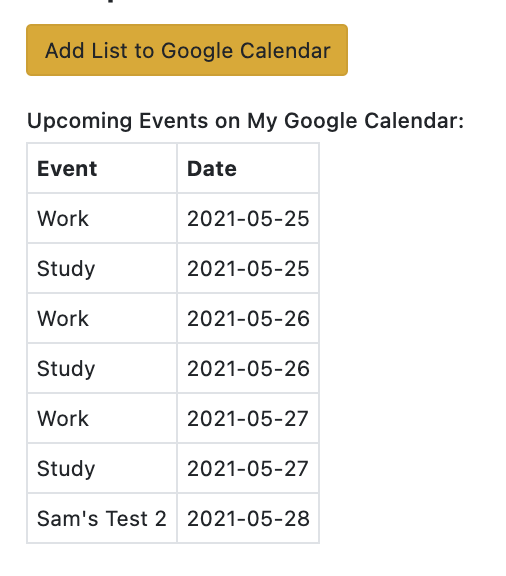 Add List to Google Calendar
Upcoming Events on My Google Calendar:
Event Date
Work 2021-05-25
Study 2021-05-25
Work 2021-05-26
Study 2021-05-26
Work 2021-05-27
Study 2021-05-27
Sam's Test 2 2021-05-28